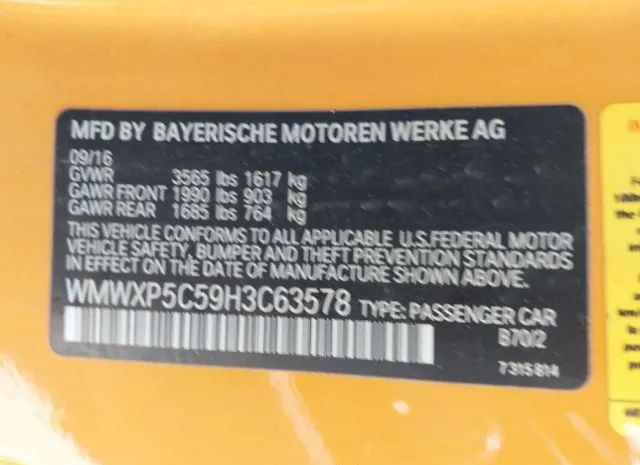 MFD BY BAYERISCHE MOTOREN WERKE AG
09/16
GVWR 3565 lbs 1617 kg
GAWR FRONT 1990 lbs 903 kg
GAWR REAR 1685 lbs 764 kg
THIS VEHICLE CONFORMS TO ALL APPLICABLE U.S.FEDERAL MOTOR
VEHICLE SAFETY, BUMPER AND THEFT PREVENTION STANDARDS
IN EFFECT ON THE DATE OF MANUFACTURE SHOWN ABOVE.
WMWXP5C59H3C63578 TYPE: PASSENGER CAR
B70/2
7315814